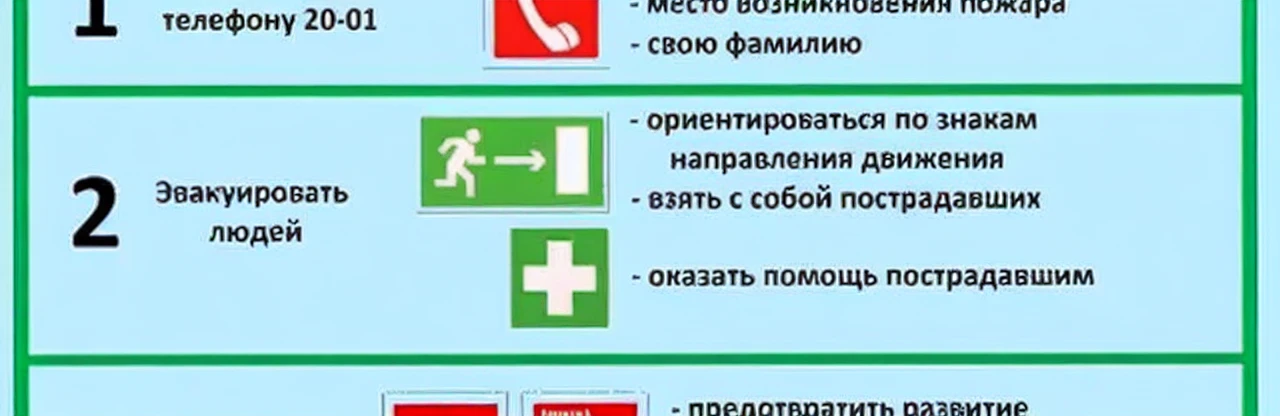 1
телефону 20-01
- место возникновения пожара
- свою фамилию
2
Эвакуировать
людей
- ориентироваться по знакам
направления движения
- взять с собой пострадавших
- оказать помощь пострадавшим
- предотвратить развитие